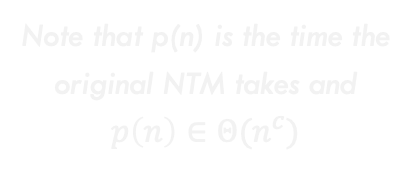 Note that p(n) is the time the
original NTM takes and
p(n) ∈ Θ(n^c)